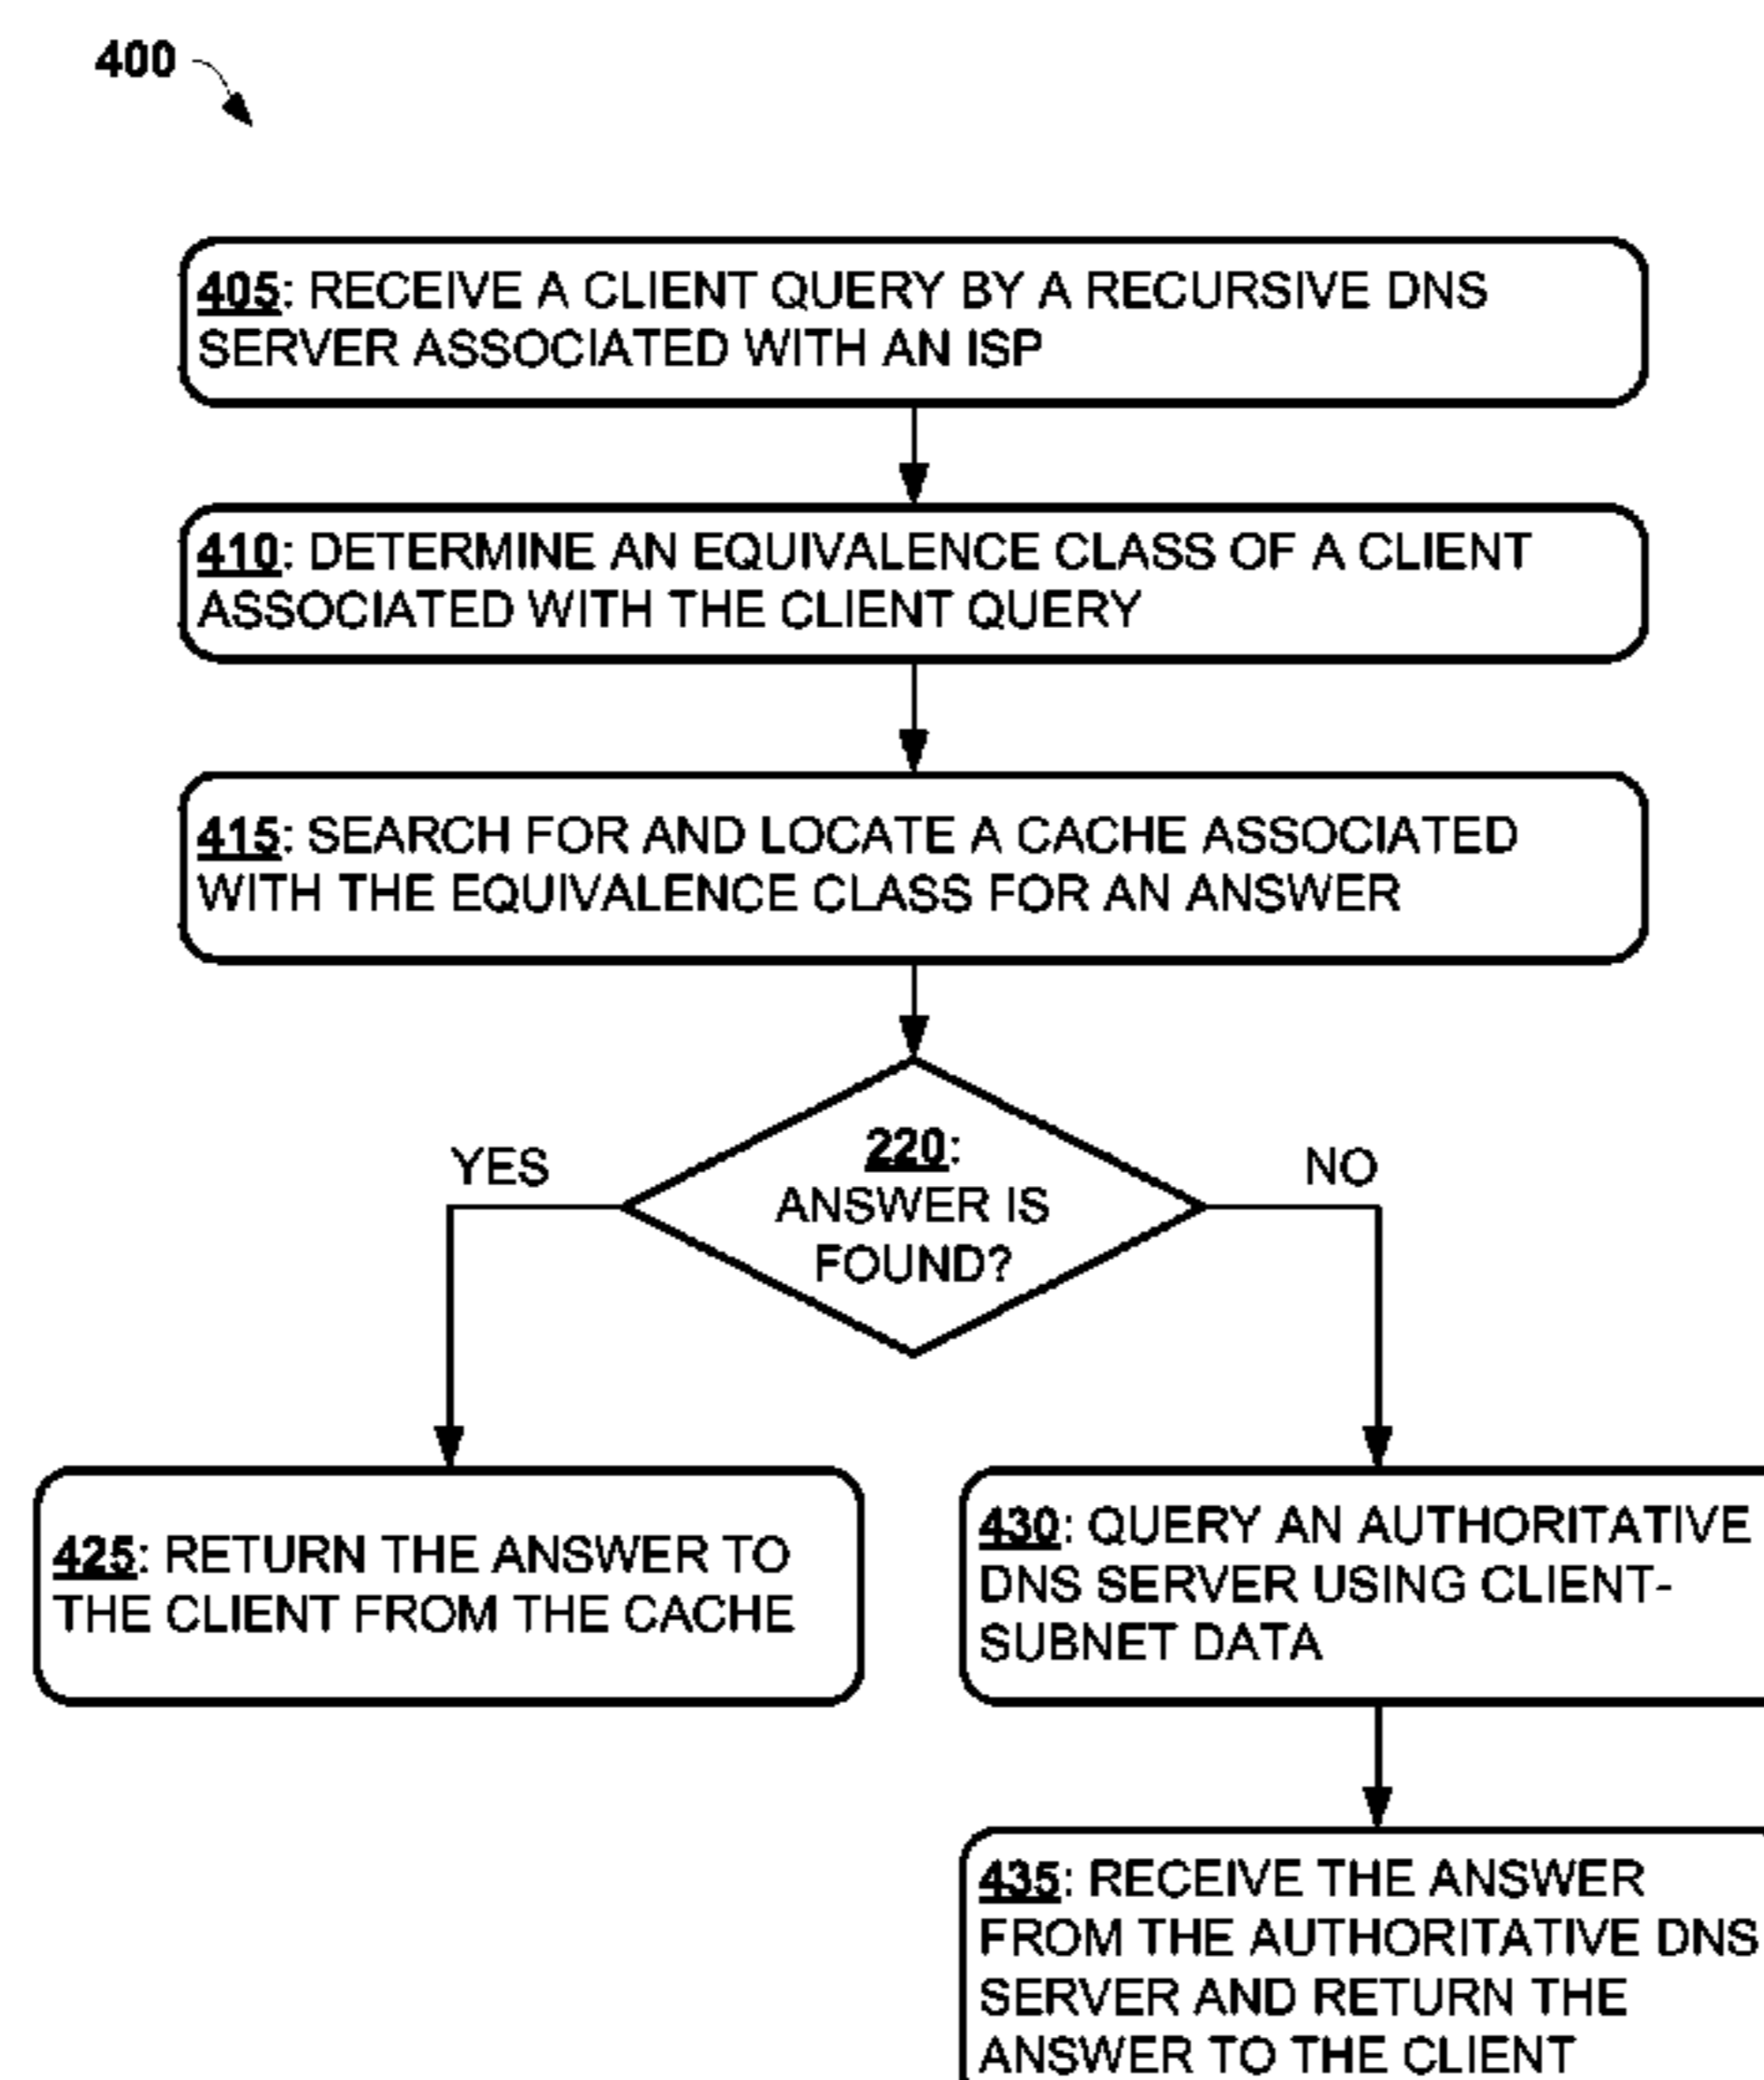 400
405: RECEIVE A CLIENT QUERY BY A RECURSIVE DNS
SERVER ASSOCIATED WITH AN ISP
410: DETERMINE AN EQUIVALENCE CLASS OF A CLIENT
ASSOCIATED WITH THE CLIENT QUERY
415: SEARCH FOR AND LOCATE A CACHE ASSOCIATED
WITH THE EQUIVALENCE CLASS FOR AN ANSWER
220:
ANSWER IS
FOUND?
YES
NO
425: RETURN THE ANSWER TO
THE CLIENT FROM THE CACHE
430: QUERY AN AUTHORITATIVE
DNS SERVER USING CLIENT-
SUBNET DATA
435: RECEIVE THE ANSWER
FROM THE AUTHORITATIVE DNS
SERVER AND RETURN THE
ANSWER TO THE CLIENT